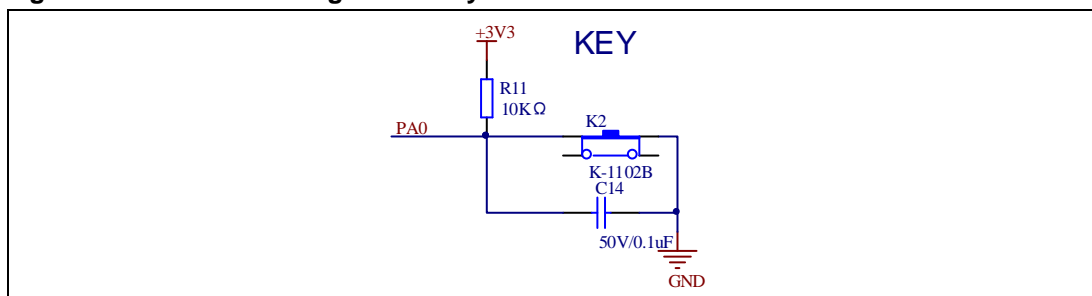 +3V3
KEY
R11
10KΩ
K2
PA0
K-1102B
C14
50V/0.1uF
GND